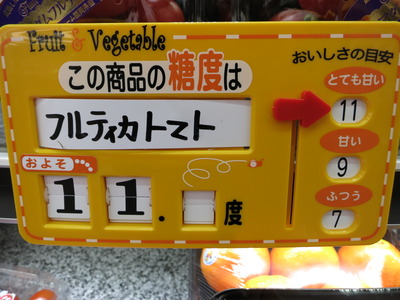 Fruit & Vegetable
この商品の糖度は
フルティカトマト
およそ
11. 度
おいしさの目安
とても甘い
11
甘い
9
ふつう
7